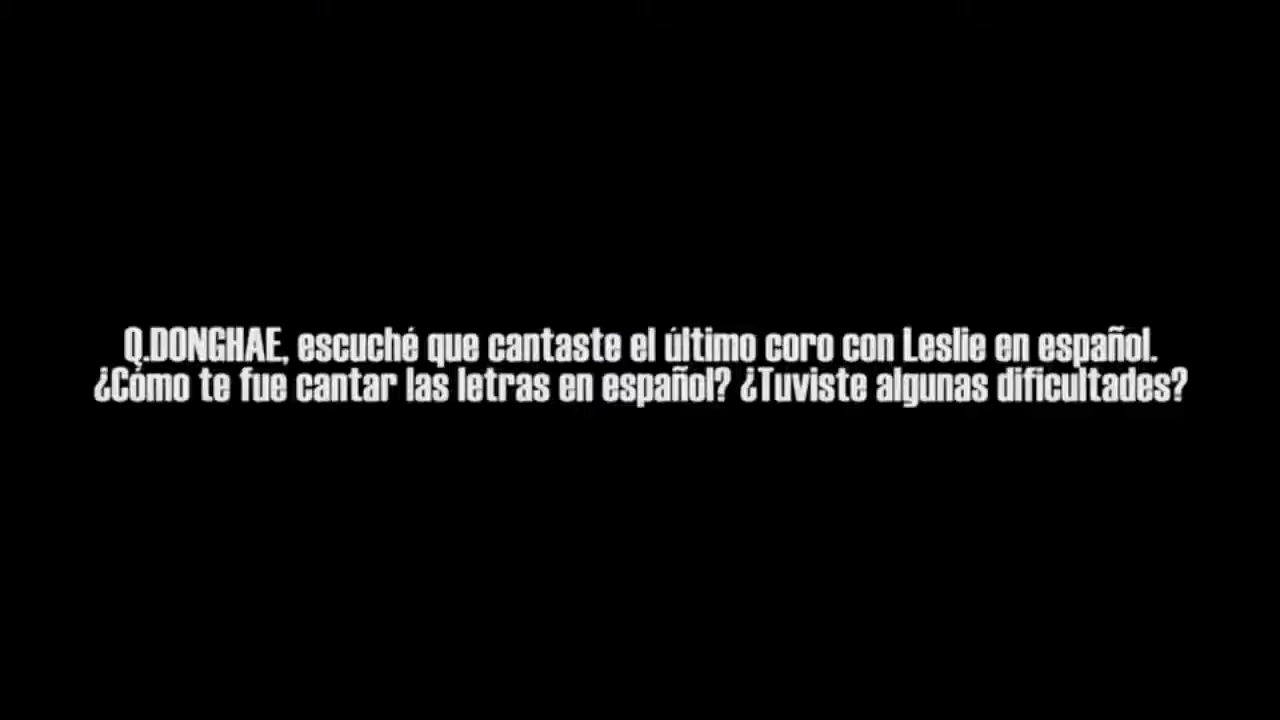 Q.DONGHAE, escuché que cantaste el último coro con Leslie en español.
¿Cómo te fue cantar las letras en español? ¿Tuviste algunas dificultades?